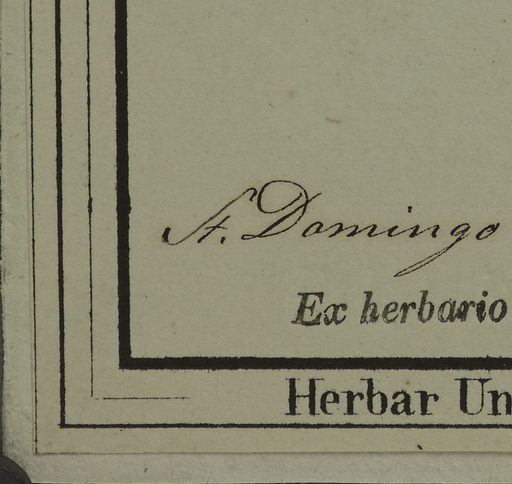 St. Domingo
Ex herbario
Herbar Un